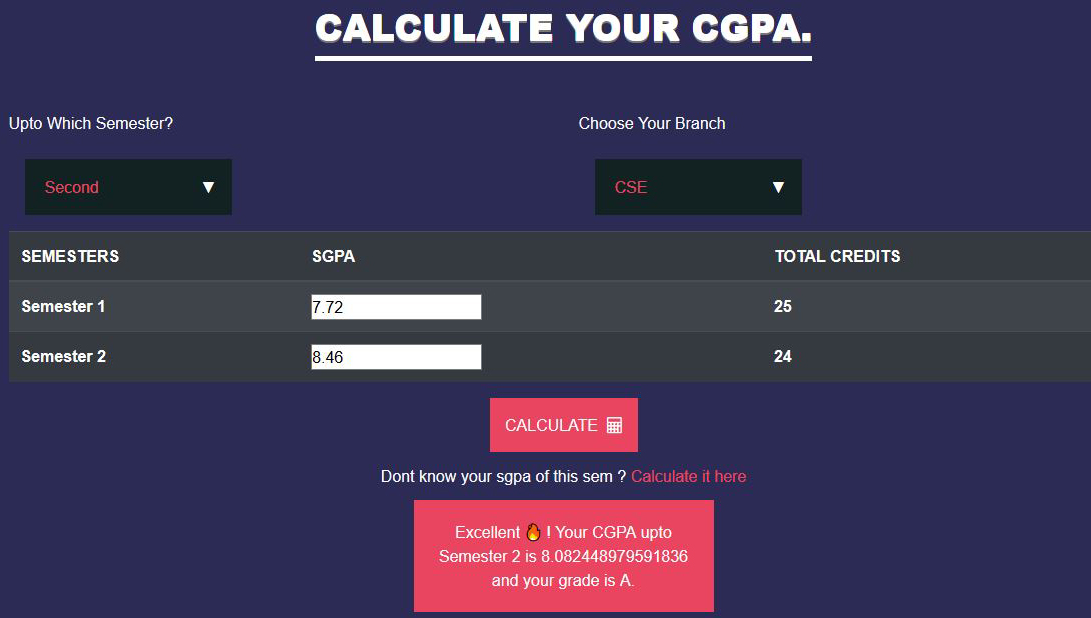 CALCULATE YOUR CGPA.
Upto Which Semester? Choose Your Branch
Second ▼ CSE ▼
SEMESTERS SGPA TOTAL CREDITS
Semester 1 7.72 25
Semester 2 8.46 24
CALCULATE
Dont know your sgpa of this sem ? Calculate it here
Excellent 🔥 ! Your CGPA upto
Semester 2 is 8.082448979591836
and your grade is A.